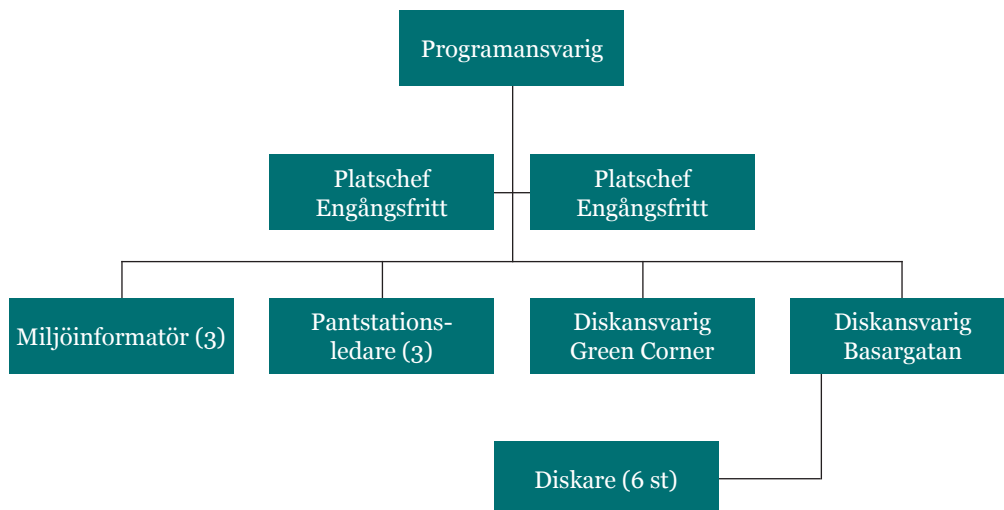 Programansvarig
Platschef
Engångsfritt
Platschef
Engångsfritt
Miljöinformatör (3)
Pantstations-
ledare (3)
Diskansvarig
Green Corner
Diskansvarig
Basargatan
Diskare (6 st)